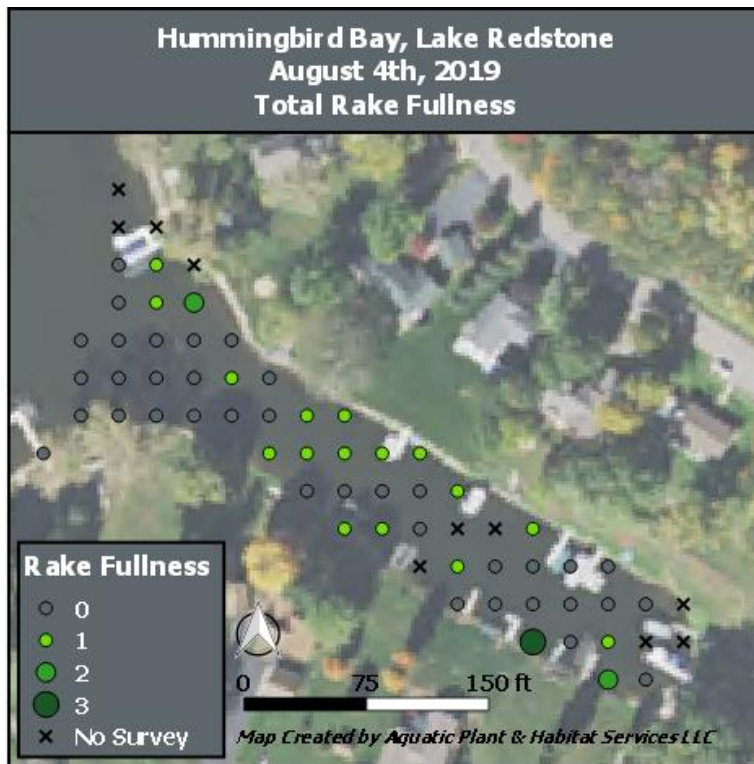 Hummingbird Bay, Lake Redstone
August 4th, 2019
Total Rake Fullness
Rake Fullness
0
1
2
3
No Survey
0 75 150 ft
Map Created by Aquatic Plant & Habitat Services LLC